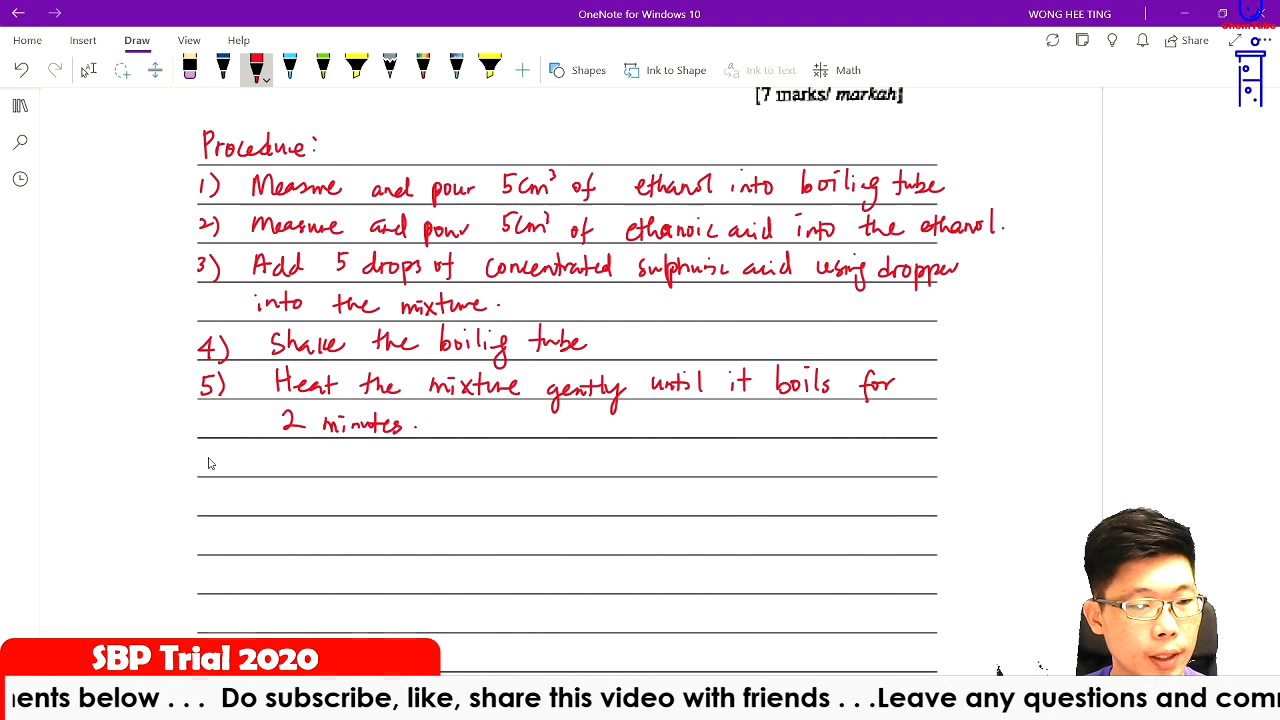 OneNote for Windows 10
WONG HEE TING
Home Insert Draw View Help
Share
Shapes Ink to Shape Ink to Text Math
[7 marks/ markah]
Procedure:
1) Measure and pour 5cm³ of ethanol into boiling tube
2) Measure and pour 5cm³ of ethanoic acid into the ethanol.
3) Add 5 drops of concentrated sulphuric acid using dropper
into the mixture.
4) Shake the boiling tube
5) Heat the mixture gently until it boils for
2 minutes.
SBP Trial 2020
ents below . . . Do subscribe, like, share this video with friends . . .Leave any questions and com